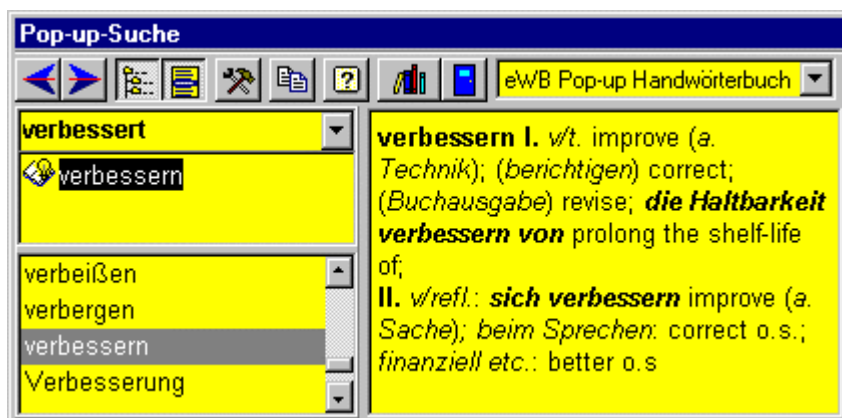 Pop-up-Suche
eWB Pop-up Handwörterbuch
verbessert
verbessern
verbeißen
verbergen
verbessern
Verbesserung
verbessern I. v/t. improve (a.
Technik); (berichtigen) correct;
(Buchausgabe) revise; die Haltbarkeit
verbessern von prolong the shelf-life
of;
II. v/refl.: sich verbessern improve (a.
Sache); beim Sprechen: correct o.s.;
finanziell etc.: better o.s